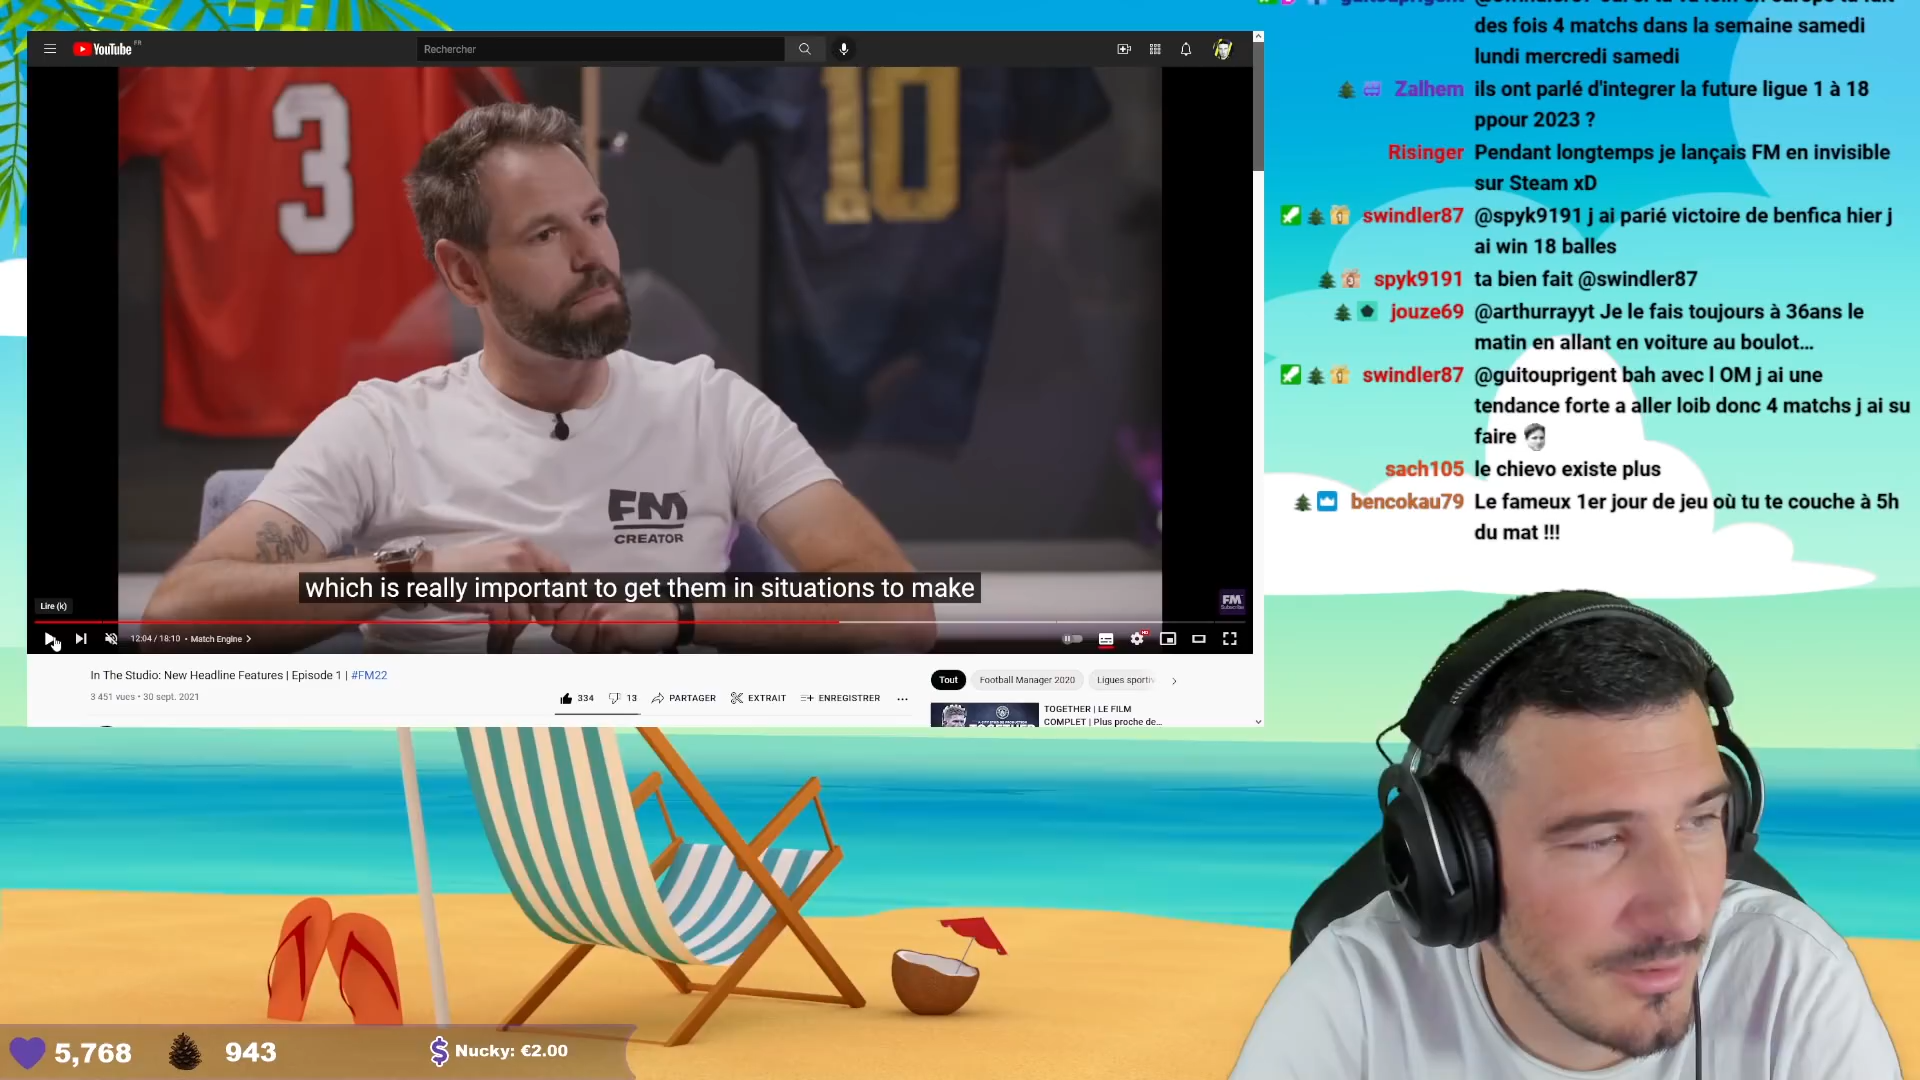 YouTube FR
Rechercher
3
10
FM
CREATOR
which is really important to get them in situations to make
Lire (k)
FM
Subscribe
12:04 / 18:10 • Match Engine
HD
In The Studio: New Headline Features | Episode 1 | #FM22
3 451 vues • 30 sept. 2021
334
13
PARTAGER
EXTRAIT
ENREGISTRER
...
Tout
Football Manager 2020
Ligues sportiv
TOGETHER | LE FILM
COMPLET | Plus proche de...
des fois 4 matchs dans la semaine samedi
lundi mercredi samedi
Zalhem ils ont parlé d'integrer la future ligue 1 à 18
ppour 2023 ?
Risinger Pendant longtemps je lançais FM en invisible
sur Steam xD
swindler87 @spyk9191 j ai parié victoire de benfica hier j
ai win 18 balles
spyk9191 ta bien fait @swindler87
jouze69 @arthurrayyt Je le fais toujours à 36ans le
matin en allant en voiture au boulot...
swindler87 @guitouprigent bah avec l OM j ai une
tendance forte a aller loib donc 4 matchs j ai su
faire
sach105 le chievo existe plus
bencokau79 Le fameux 1er jour de jeu où tu te couche à 5h
du mat !!!
5,768
943
$ Nucky: €2.00